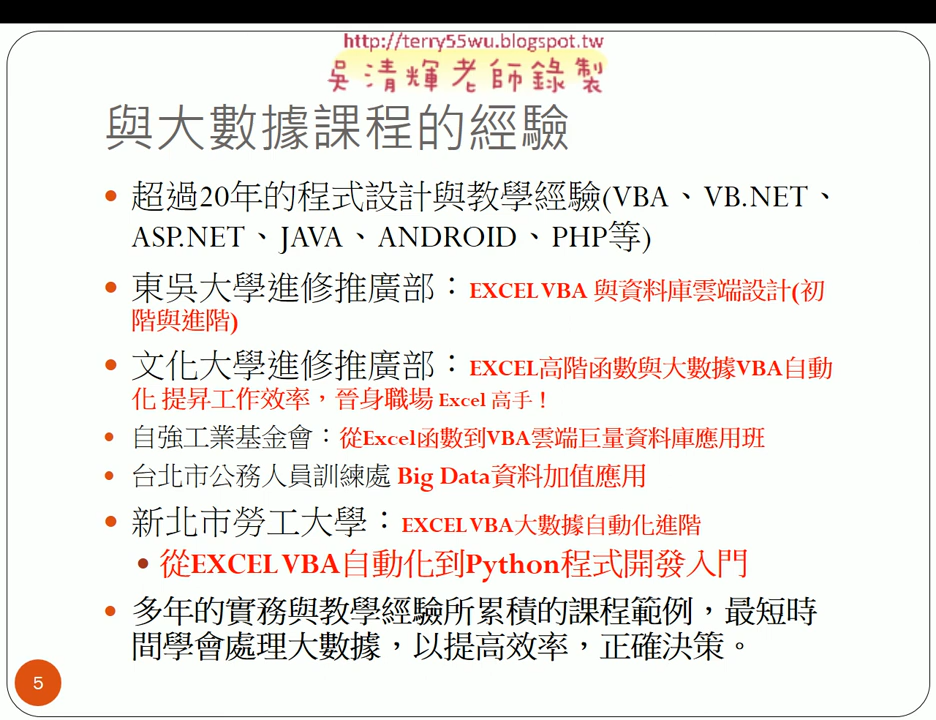 http://terry55wu.blogspot.tw
吳清輝老師錄製
與大數據課程的經驗
• 超過20年的程式設計與教學經驗(VBA、VB.NET、
ASP.NET、JAVA、ANDROID、PHP等)
• 東吳大學進修推廣部：EXCEL VBA 與資料庫雲端設計(初
階與進階)
• 文化大學進修推廣部：EXCEL高階函數與大數據VBA自動
化 提昇工作效率，晉身職場 Excel 高手！
• 自強工業基金會：從Excel函數到VBA雲端巨量資料庫應用班
• 台北市公務人員訓練處 Big Data資料加值應用
• 新北市勞工大學：EXCEL VBA大數據自動化進階
• 從EXCEL VBA自動化到Python程式開發入門
• 多年的實務與教學經驗所累積的課程範例，最短時
間學會處理大數據，以提高效率，正確決策。
5